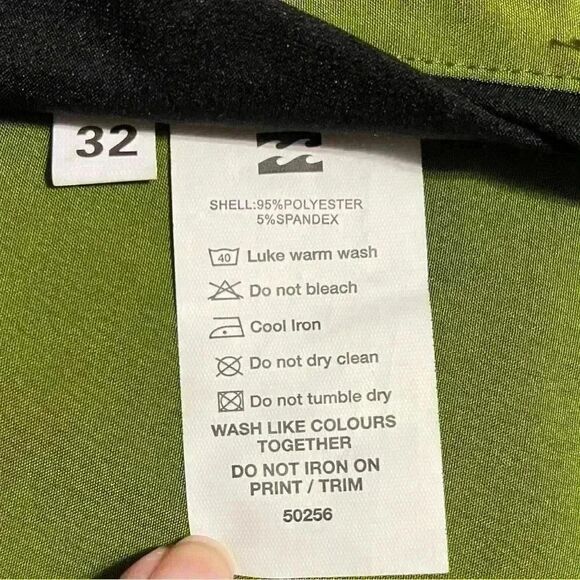 32
SHELL:95%POLYESTER
5%SPANDEX
40 Luke warm wash
Do not bleach
Cool Iron
Do not dry clean
Do not tumble dry
WASH LIKE COLOURS
TOGETHER
DO NOT IRON ON
PRINT / TRIM
50256